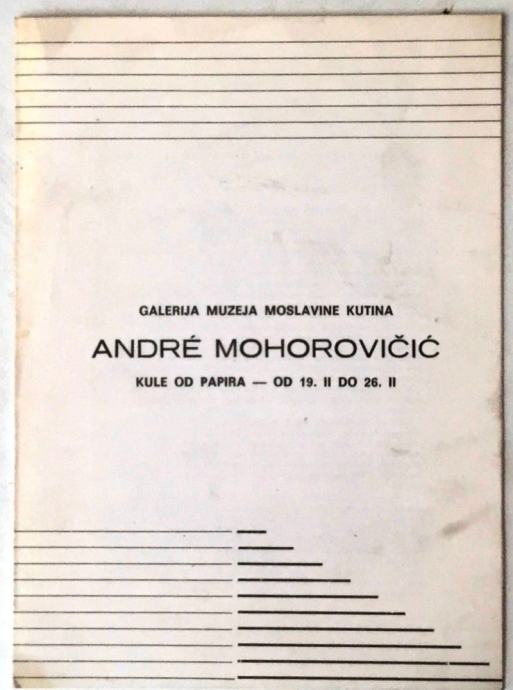 GALERIJA MUZEJA MOSLAVINE KUTINA
ANDRÉ MOHOROVIČIĆ
KULE OD PAPIRA — OD 19. II DO 26. II